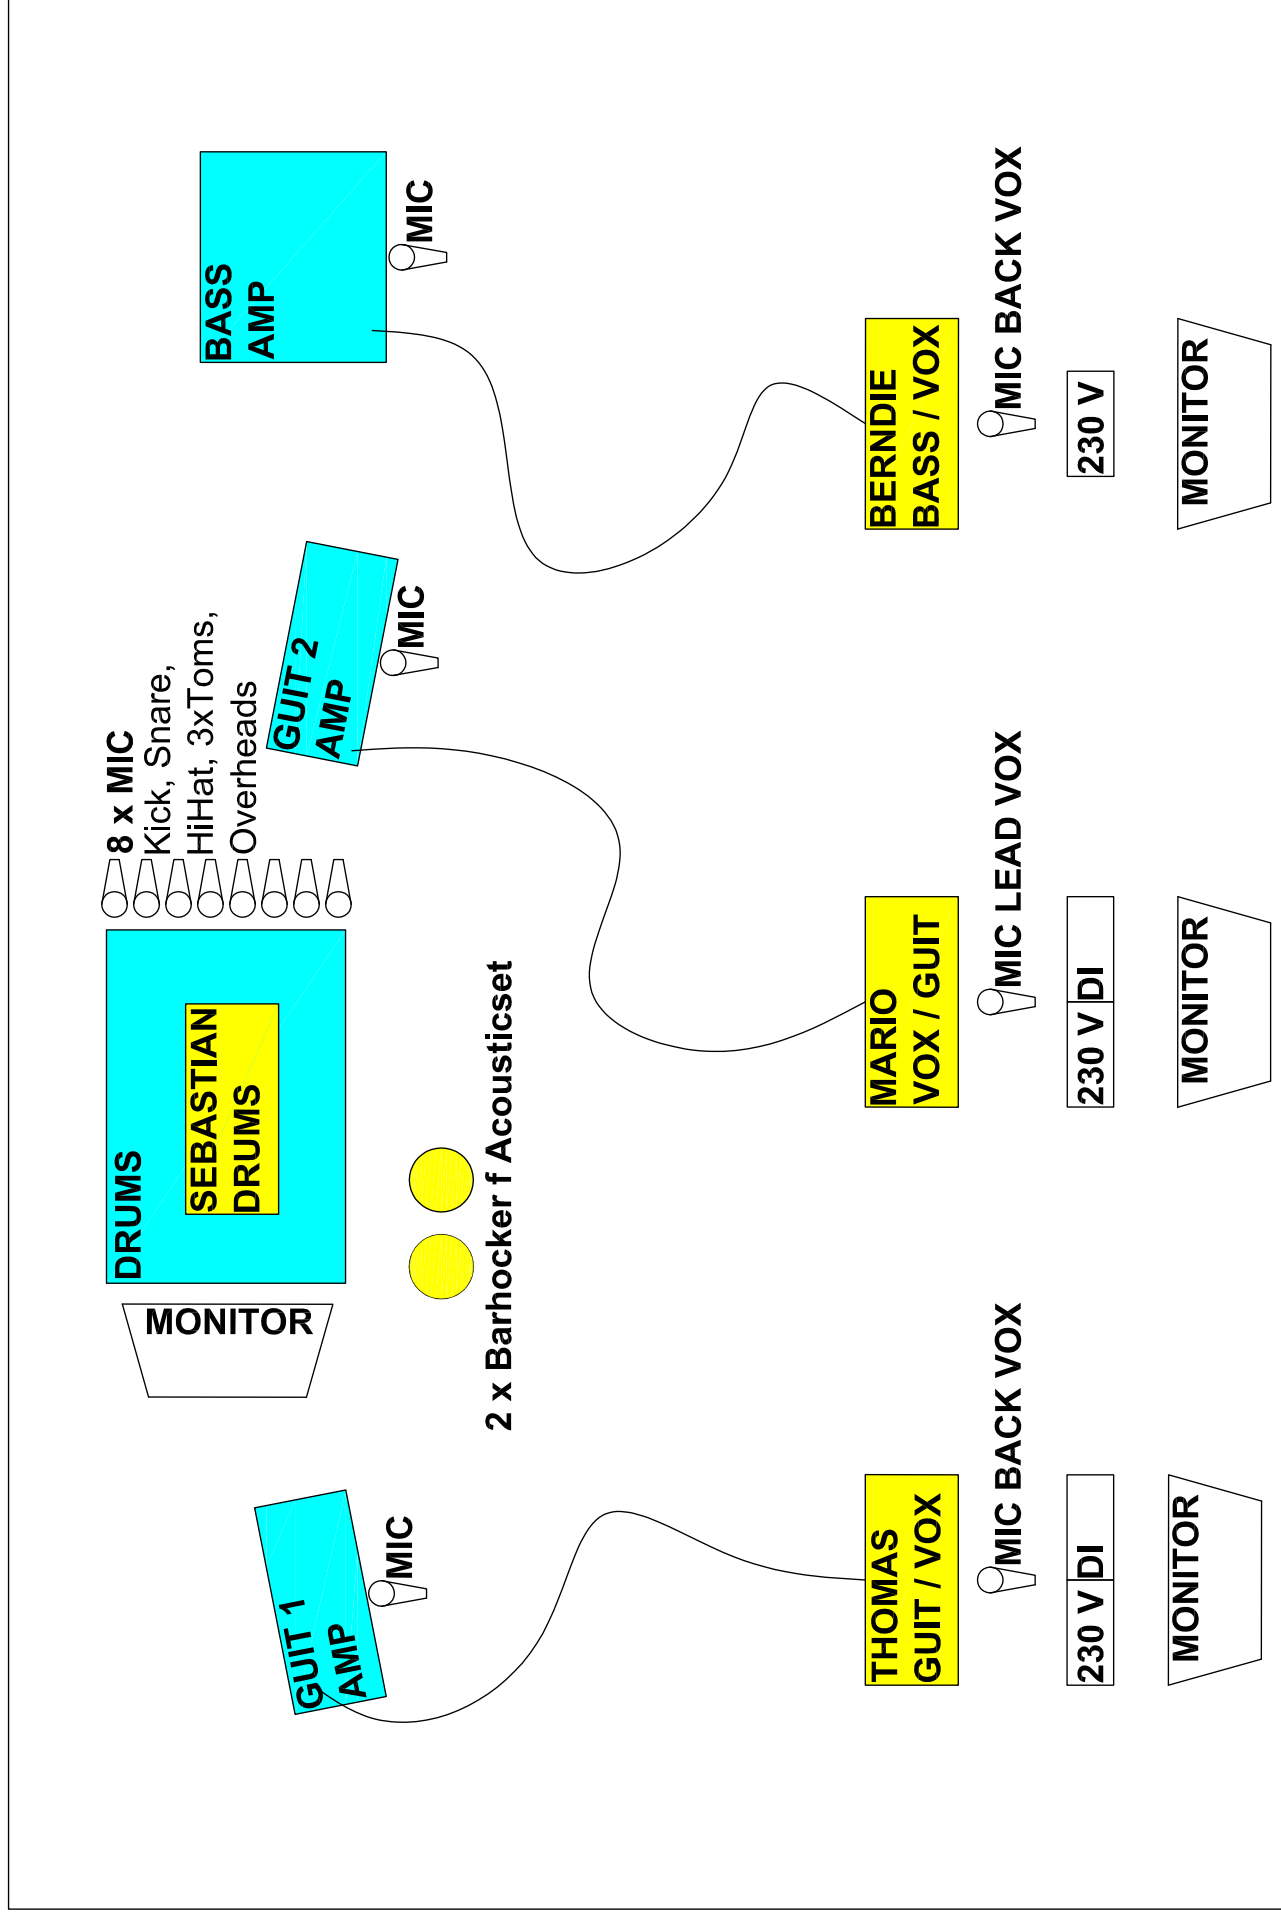 8 x MIC
Kick, Snare,
HiHat, 3xToms,
Overheads
DRUMS
SEBASTIAN
DRUMS
MONITOR
BASS
AMP
MIC
GUIT 2
AMP
MIC
GUIT 1
AMP
MIC
2 x Barhocker f Acousticset
THOMAS
GUIT / VOX
MIC BACK VOX
230 V DI
MONITOR
MARIO
VOX / GUIT
MIC LEAD VOX
230 V DI
MONITOR
BERNDIE
BASS / VOX
MIC BACK VOX
230 V
MONITOR